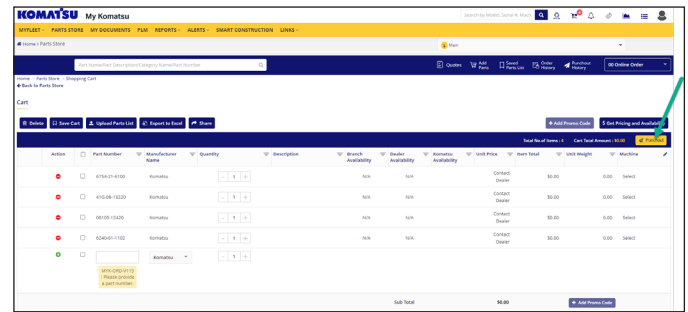 KOMATSU My Komatsu
Search by Model, Serial #, Mach
MYFLEET PARTS STORE MY DOCUMENTS PLM REPORTS ALERTS SMART CONSTRUCTION LINKS
Home / Parts Store
Main
Part Name/Part Description/Category Name/Part Number
Quotes Add Parts Saved Parts List Order History Punchout History 00 Online Order
Home / Parts Store / Shopping Cart
Back to Parts Store
Cart
Delete Save Cart Upload Parts List Export to Excel Share + Add Promo Code $ Get Pricing and Availability
Total No.of Items : 4 Cart Total Amount : $0.00 Punchout
Action Part Number Manufacturer Name Quantity Description Branch Availability Dealer Availability Komatsu Availability Unit Price Item Total Unit Weight Machine
6754-21-6100 Komatsu - 1 + N/A N/A Contact Dealer $0.00 0.00 Select
41G-08-13220 Komatsu - 1 + N/A N/A Contact Dealer $0.00 0.00 Select
08105-12420 Komatsu - 1 + N/A N/A Contact Dealer $0.00 0.00 Select
6240-61-1102 Komatsu - 1 + N/A N/A Contact Dealer $0.00 0.00 Select
Komatsu - 1 +
! Please provide
a part number.
Sub Total $0.00 + Add Promo Code